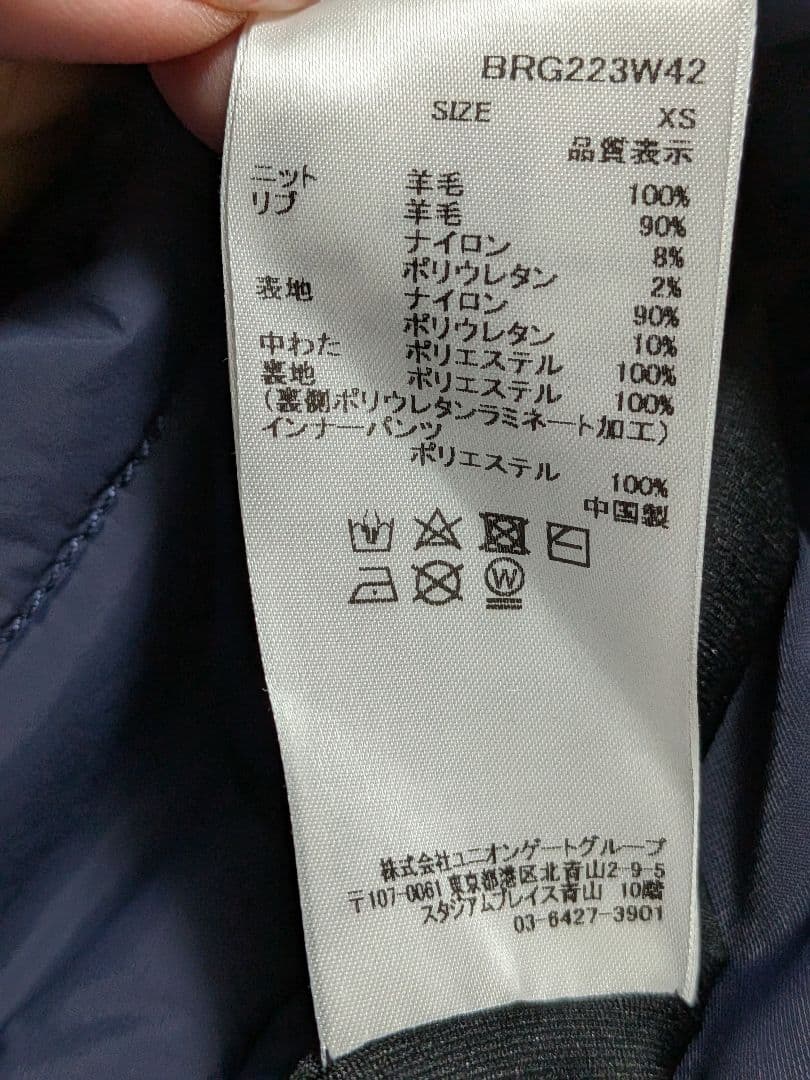 BRG223W42
SIZE XS
品質表示
ニット 羊毛 100%
リブ 羊毛 90%
ナイロン 8%
ポリウレタン 2%
表地 ナイロン 90%
ポリウレタン 10%
中わた ポリエステル 100%
裏地 ポリエステル 100%
(裏側ポリウレタンラミネート加工)
インナーパンツ
ポリエステル 100%
中国製
W
株式会社ユニオンゲートグループ
〒107-0061 東京都港区北青山2-9-5
スタジアムプレイス青山 10階
03-6427-3901